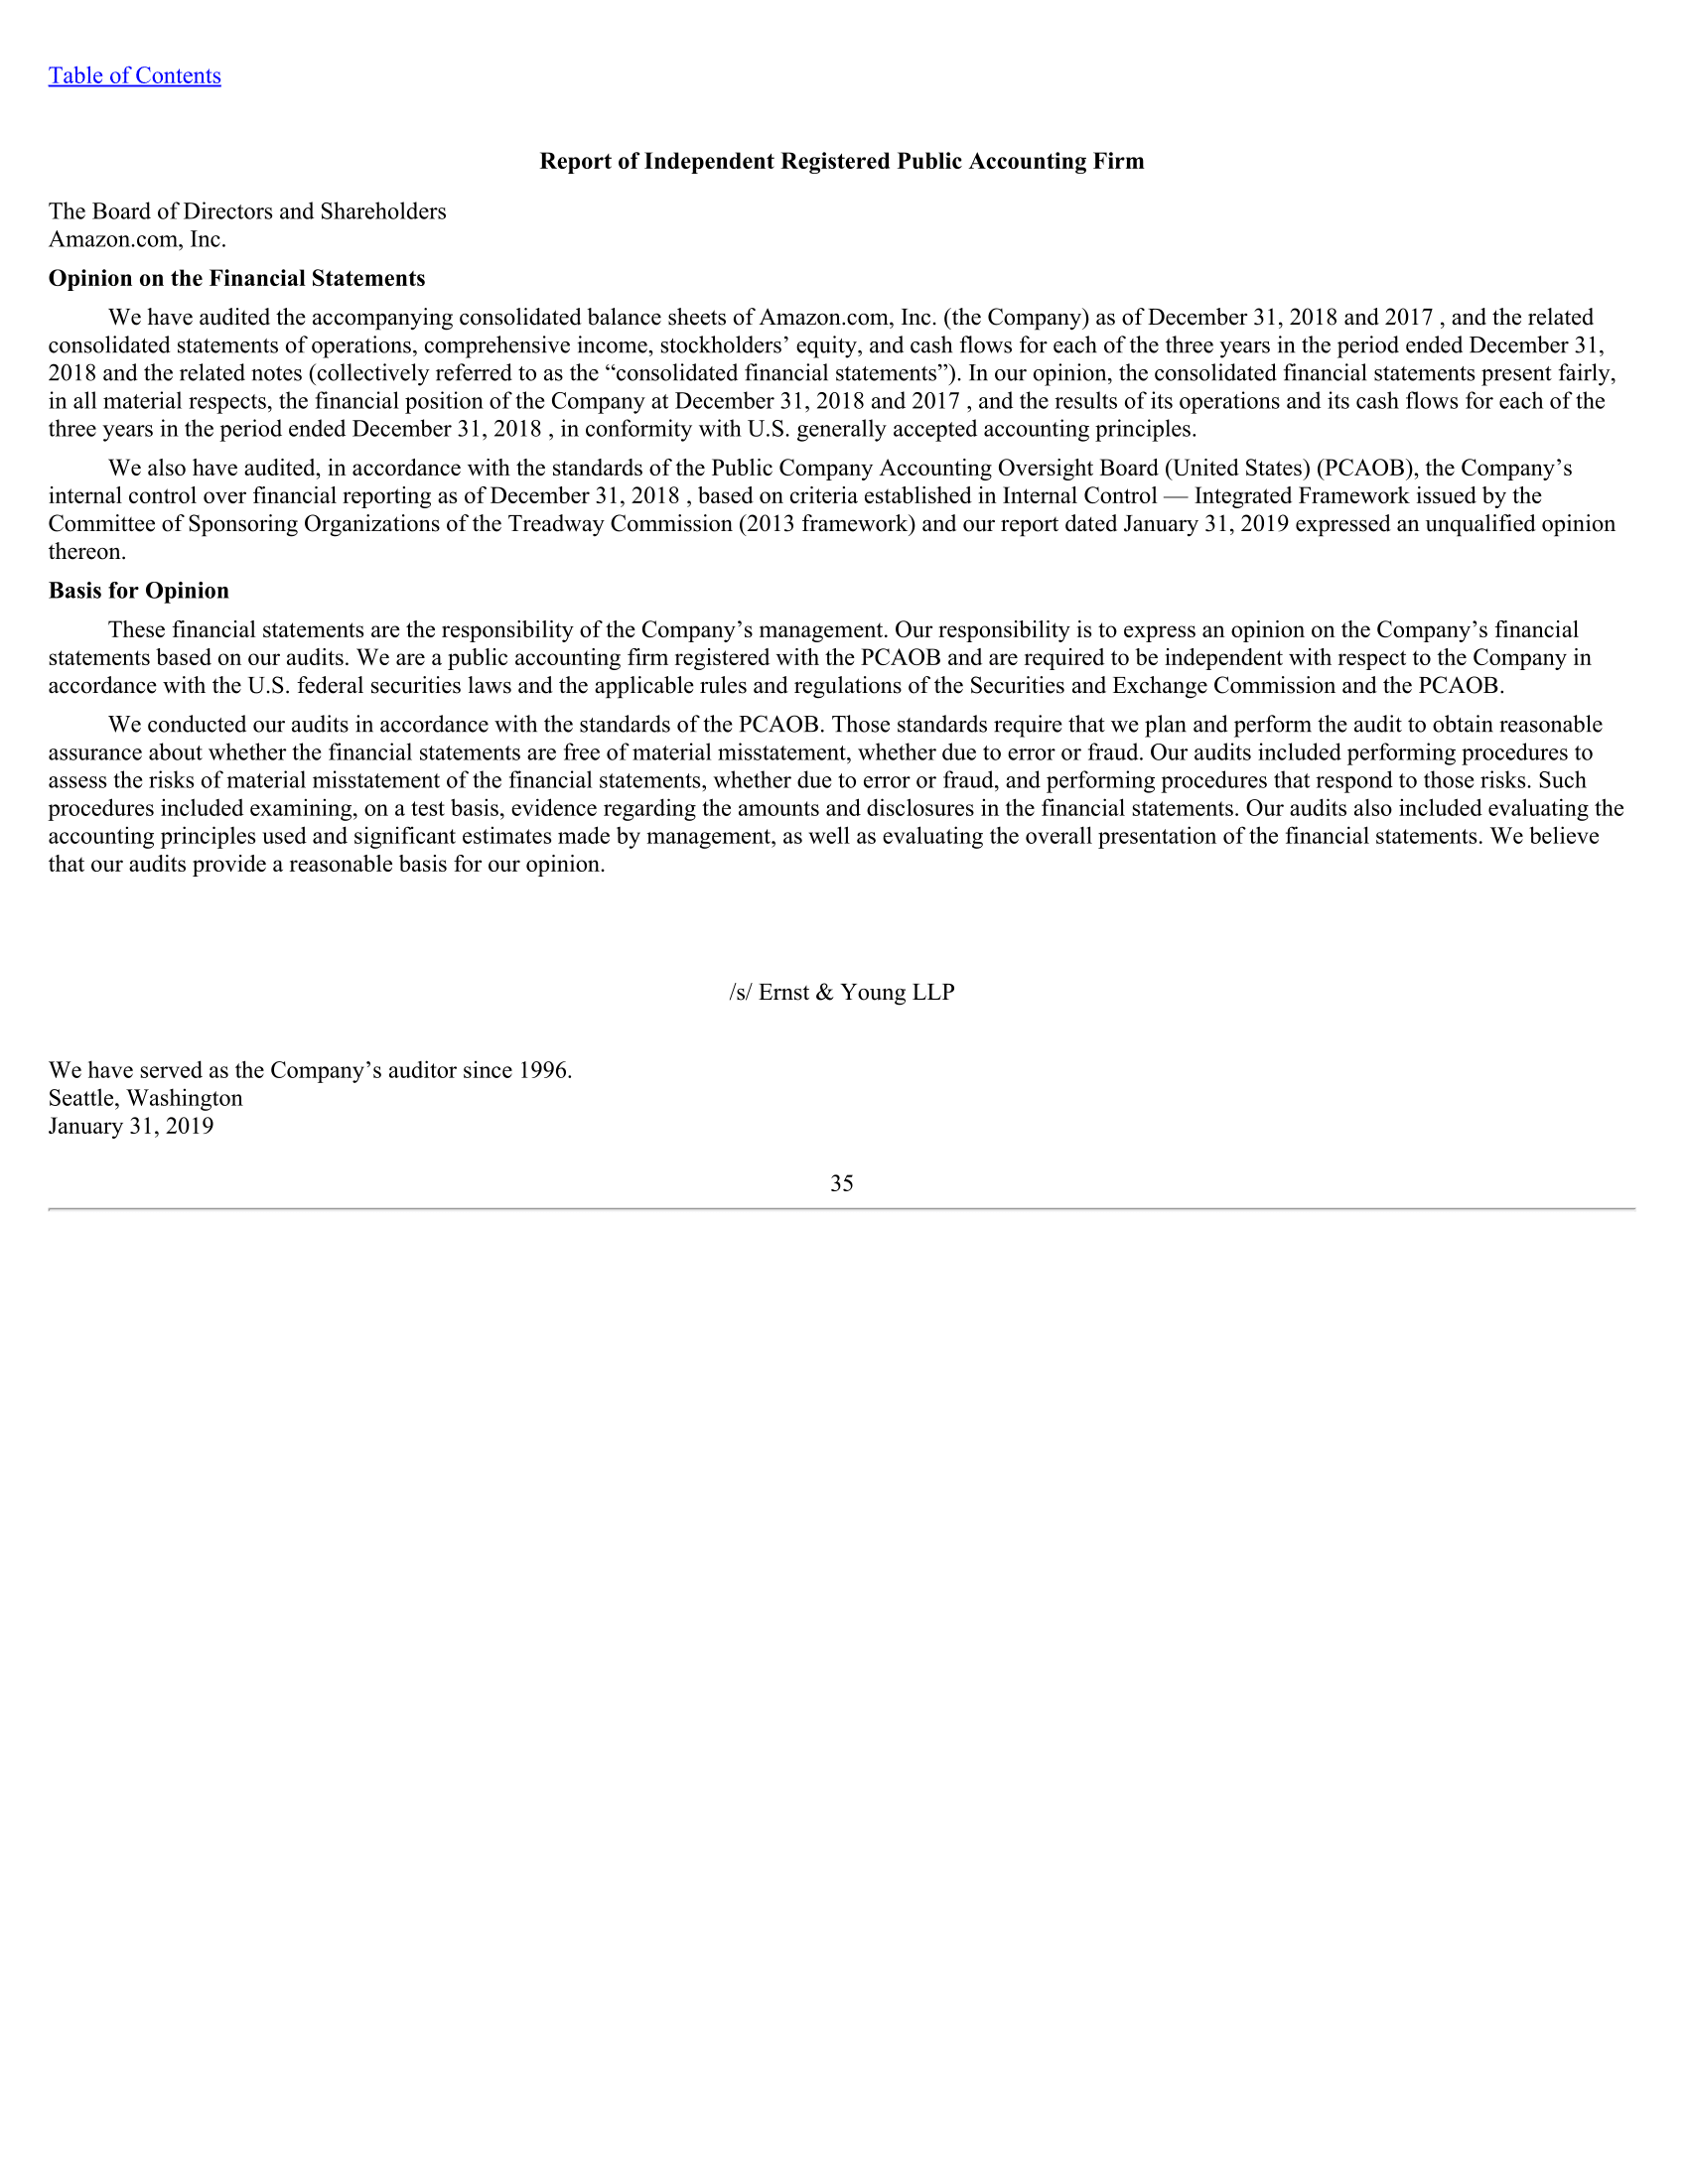 Table of Contents
Report of Independent Registered Public Accounting Firm
The Board of Directors and Shareholders
Amazon.com, Inc.
Opinion on the Financial Statements
We have audited the accompanying consolidated balance sheets of Amazon.com, Inc. (the Company) as of December 31, 2018 and 2017 , and the related
consolidated statements of operations, comprehensive income, stockholders’ equity, and cash flows for each of the three years in the period ended December 31,
2018 and the related notes (collectively referred to as the “consolidated financial statements”). In our opinion, the consolidated financial statements present fairly,
in all material respects, the financial position of the Company at December 31, 2018 and 2017 , and the results of its operations and its cash flows for each of the
three years in the period ended December 31, 2018 , in conformity with U.S. generally accepted accounting principles.
We also have audited, in accordance with the standards of the Public Company Accounting Oversight Board (United States) (PCAOB), the Company’s
internal control over financial reporting as of December 31, 2018 , based on criteria established in Internal Control — Integrated Framework issued by the
Committee of Sponsoring Organizations of the Treadway Commission (2013 framework) and our report dated January 31, 2019 expressed an unqualified opinion
thereon.
Basis for Opinion
These financial statements are the responsibility of the Company’s management. Our responsibility is to express an opinion on the Company’s financial
statements based on our audits. We are a public accounting firm registered with the PCAOB and are required to be independent with respect to the Company in
accordance with the U.S. federal securities laws and the applicable rules and regulations of the Securities and Exchange Commission and the PCAOB.
We conducted our audits in accordance with the standards of the PCAOB. Those standards require that we plan and perform the audit to obtain reasonable
assurance about whether the financial statements are free of material misstatement, whether due to error or fraud. Our audits included performing procedures to
assess the risks of material misstatement of the financial statements, whether due to error or fraud, and performing procedures that respond to those risks. Such
procedures included examining, on a test basis, evidence regarding the amounts and disclosures in the financial statements. Our audits also included evaluating the
accounting principles used and significant estimates made by management, as well as evaluating the overall presentation of the financial statements. We believe
that our audits provide a reasonable basis for our opinion.
/s/ Ernst & Young LLP
We have served as the Company’s auditor since 1996.
Seattle, Washington
January 31, 2019
35